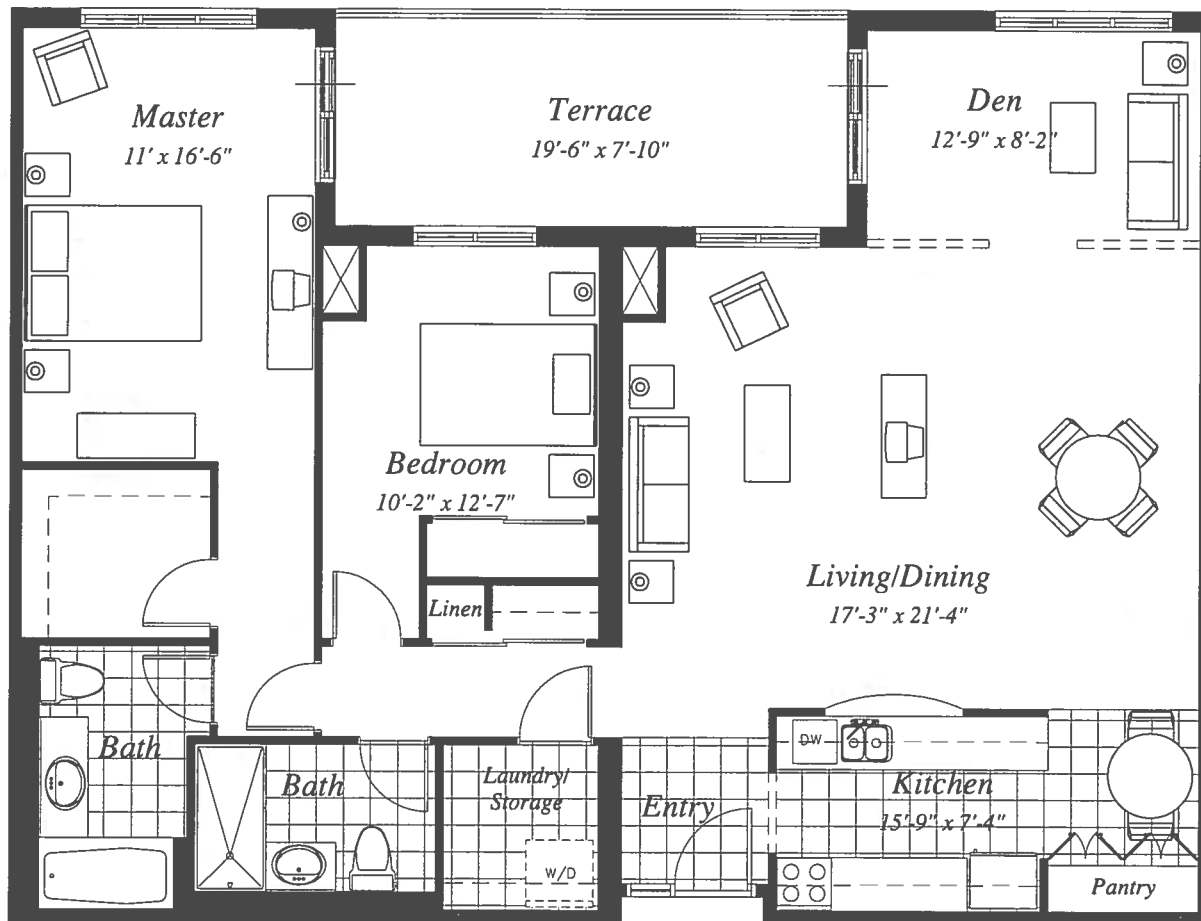 Master
11' x 16'-6"
Terrace
19'-6" x 7'-10"
Den
12'-9" x 8'-2"
Bedroom
10'-2" x 12'-7"
Linen
Living/Dining
17'-3" x 21'-4"
Bath
Bath
Laundry/
Storage
W/D
Entry
DW
Kitchen
15'-9" x 7'-4"
Pantry